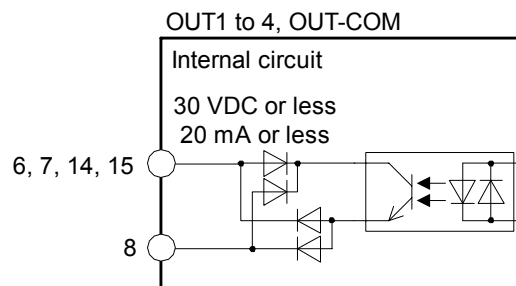 OUT1 to 4, OUT-COM
Internal circuit
30 VDC or less
20 mA or less
6, 7, 14, 15
8